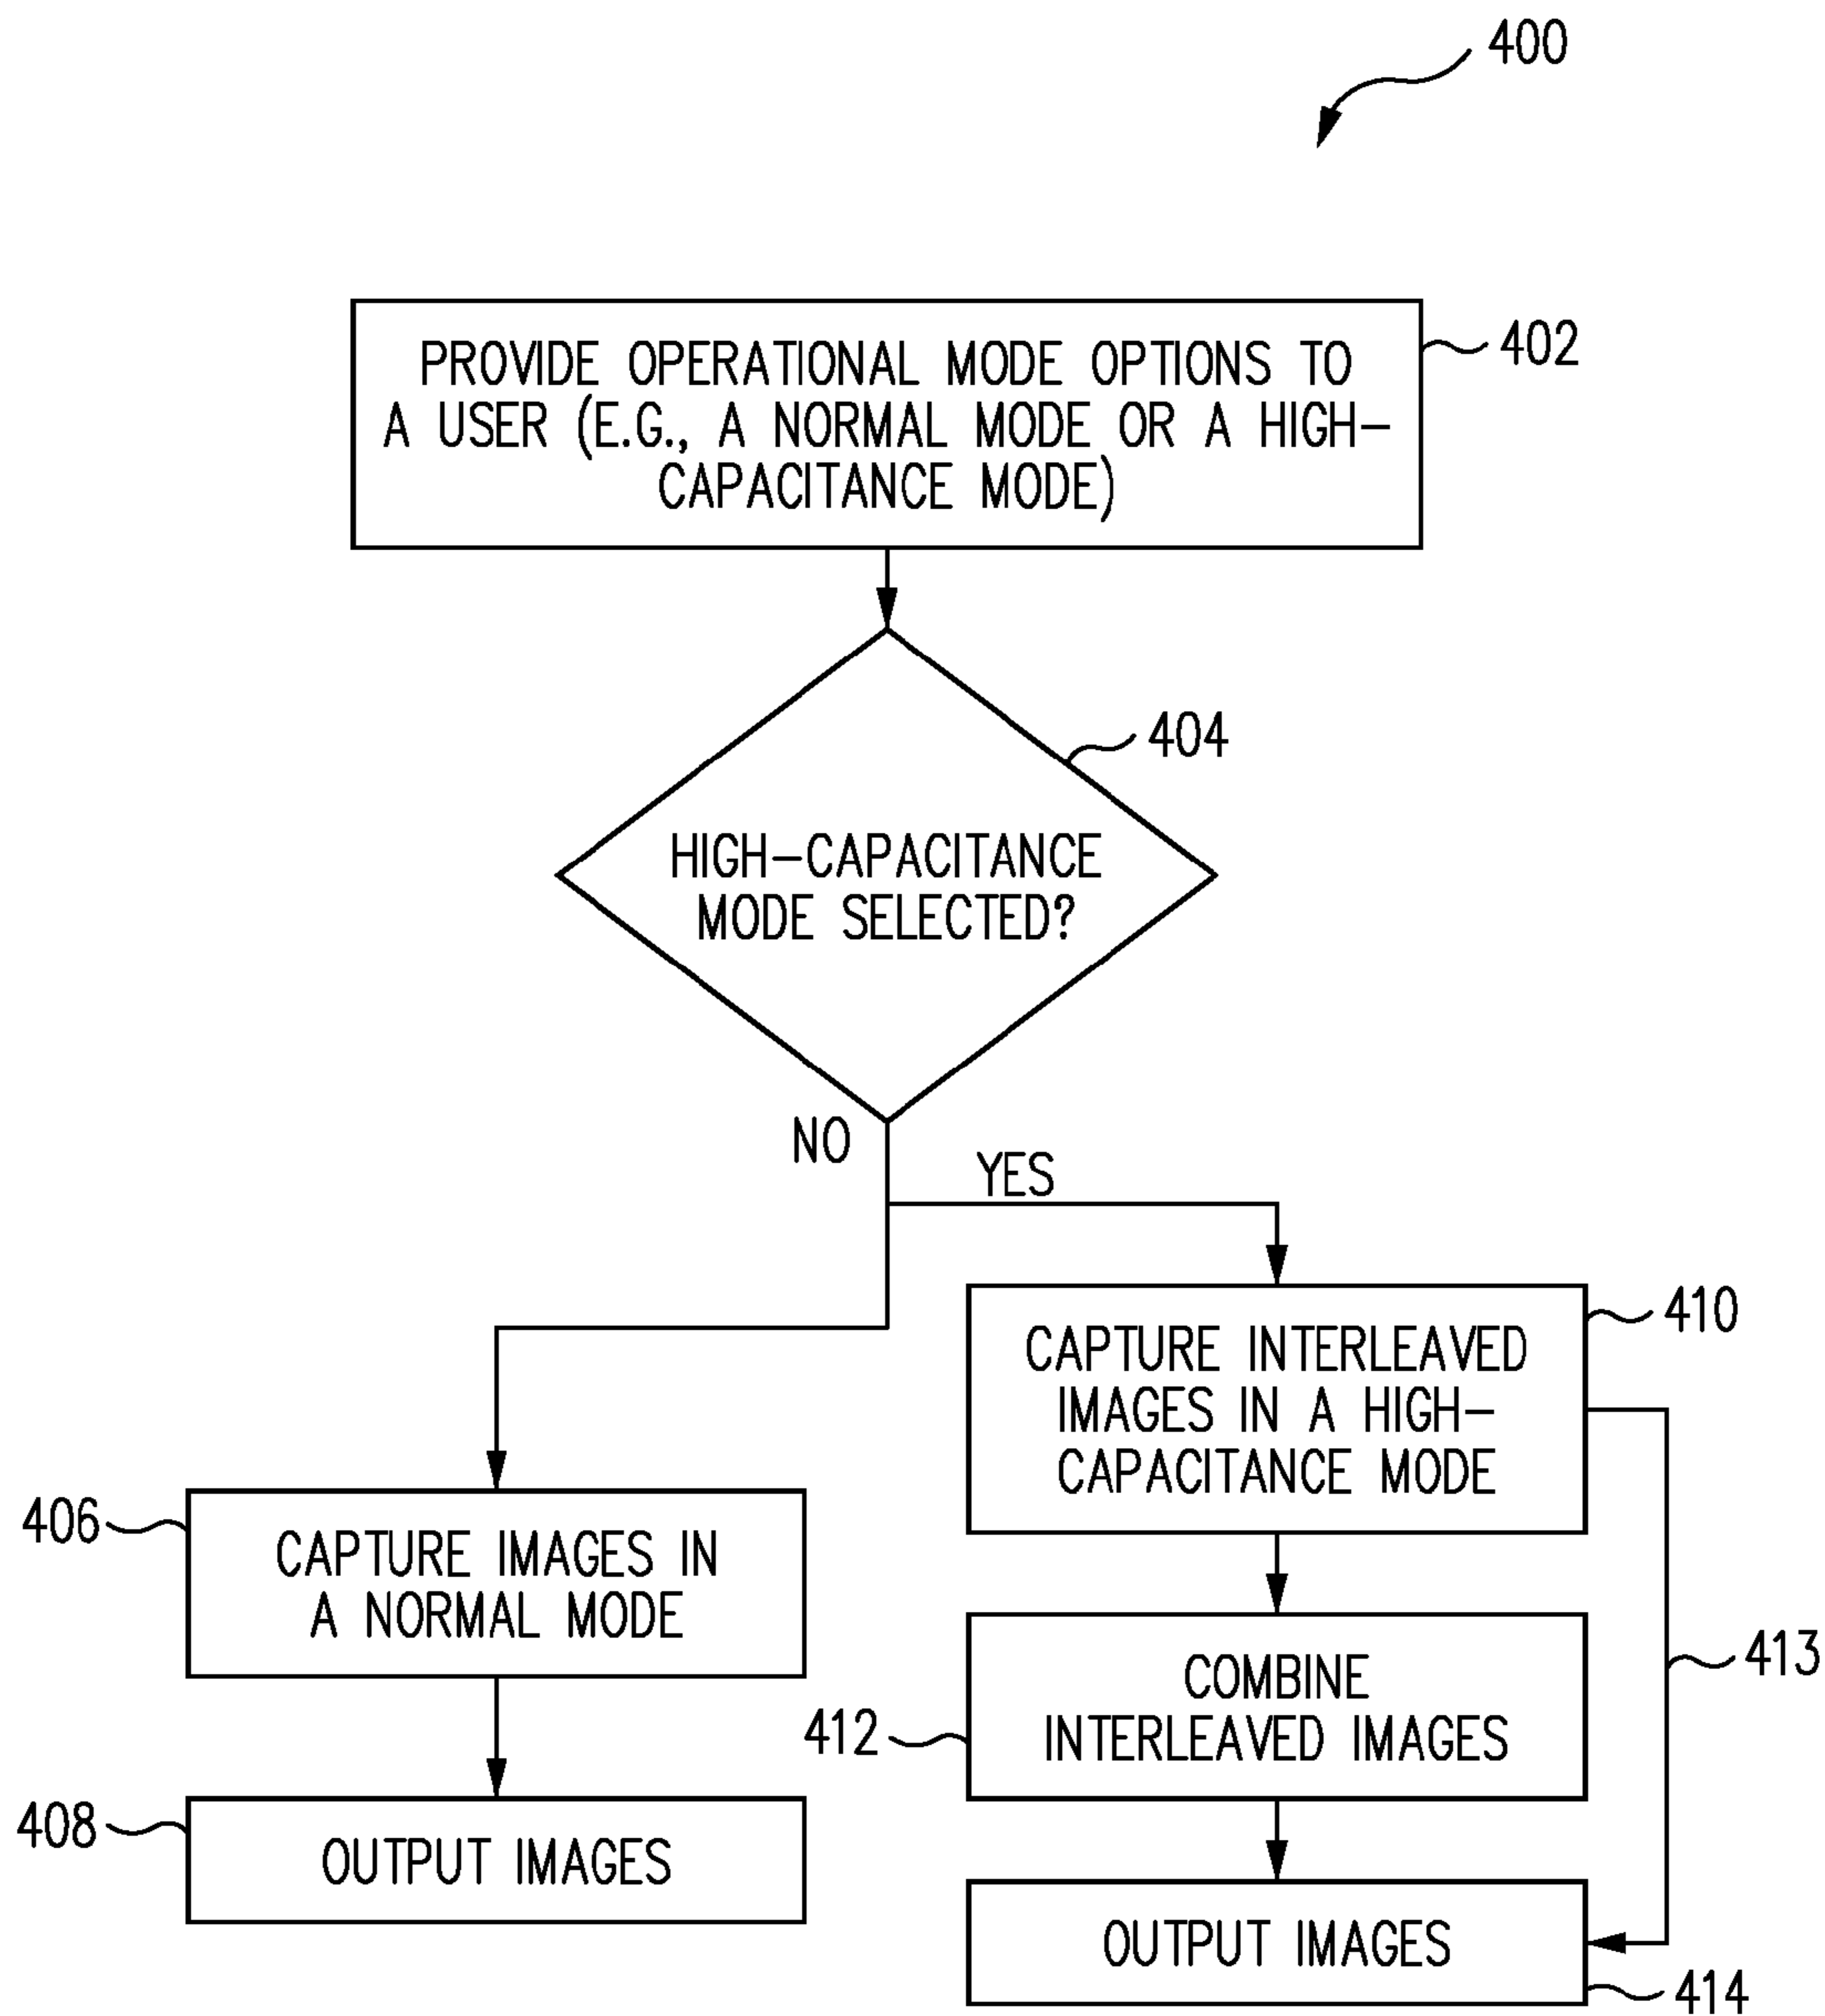 400
PROVIDE OPERATIONAL MODE OPTIONS TO
A USER (E.G., A NORMAL MODE OR A HIGH-
CAPACITANCE MODE)
402
404
HIGH-CAPACITANCE
MODE SELECTED?
NO
YES
410
CAPTURE INTERLEAVED
IMAGES IN A HIGH-
CAPACITANCE MODE
406
CAPTURE IMAGES IN
A NORMAL MODE
413
COMBINE
INTERLEAVED IMAGES
412
408
OUTPUT IMAGES
OUTPUT IMAGES
414